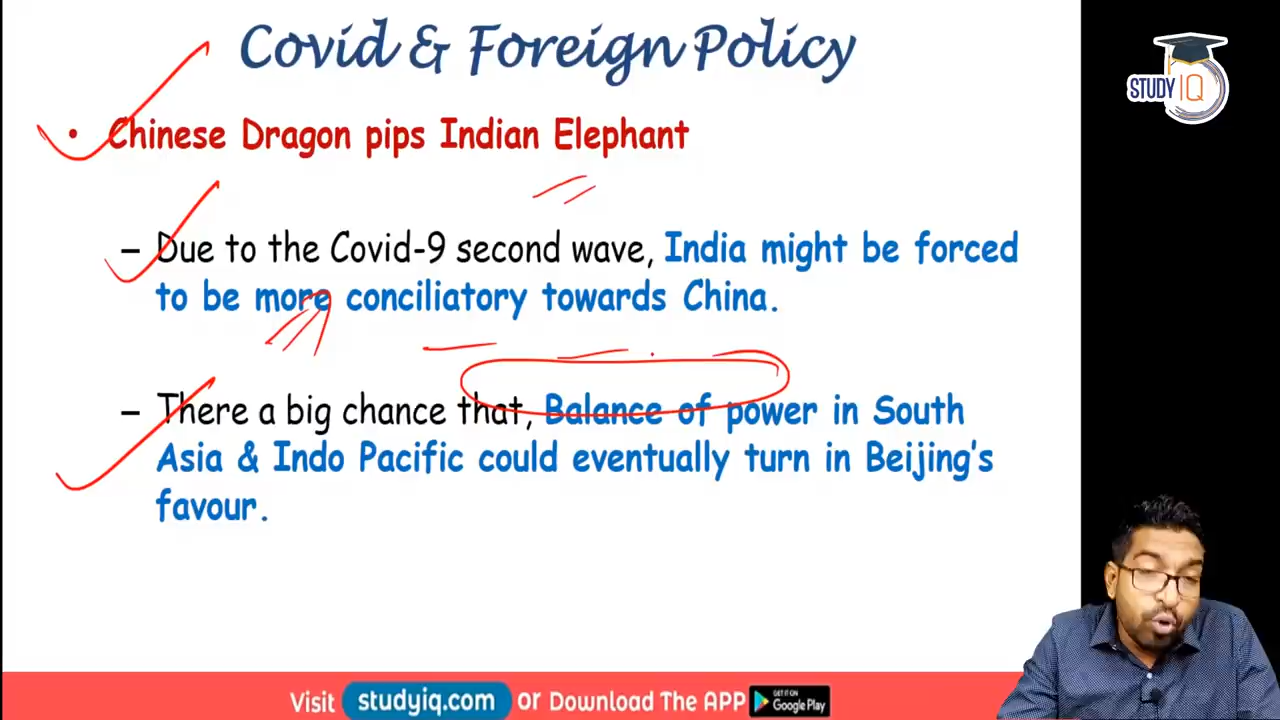 Covid & Foreign Policy
STUDY IQ
• Chinese Dragon pips Indian Elephant
– Due to the Covid-9 second wave, India might be forced
to be more conciliatory towards China.
– There a big chance that, Balance of power in South
Asia & Indo Pacific could eventually turn in Beijing's
favour.
Visit studyiq.com or Download The APP GET IT ON Google Play